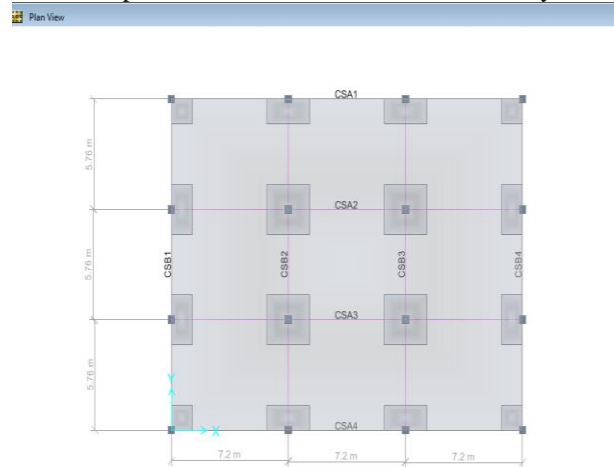 Plan View
CSA1
5.76 m
CSA2
5.76 m
CSB1
CSB2
CSB3
CSB4
CSA3
5.76 m
Y
X
CSA4
7.2 m
7.2 m
7.2 m